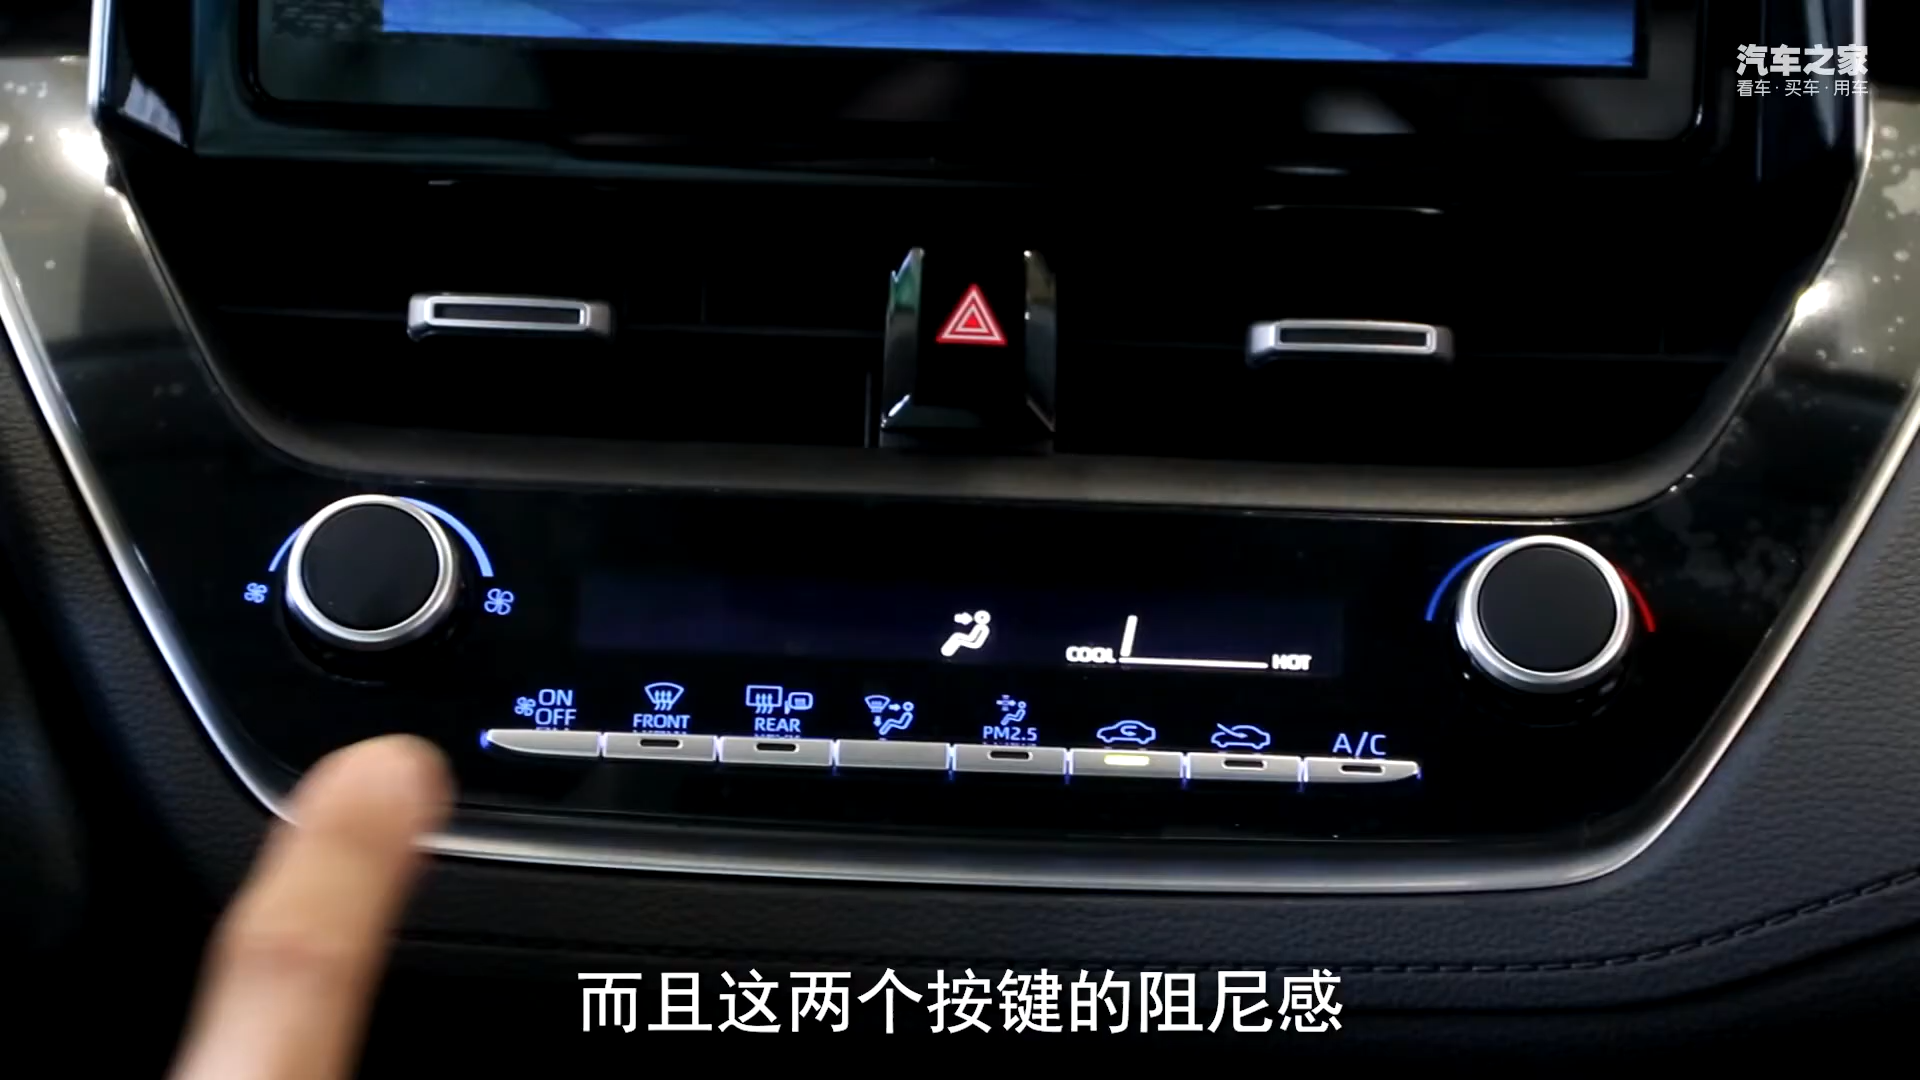 汽车之家
看车·买车·用车
COOL
HOT
ON
OFF
FRONT
REAR
PM2.5
A/C
而且这两个按键的阻尼感